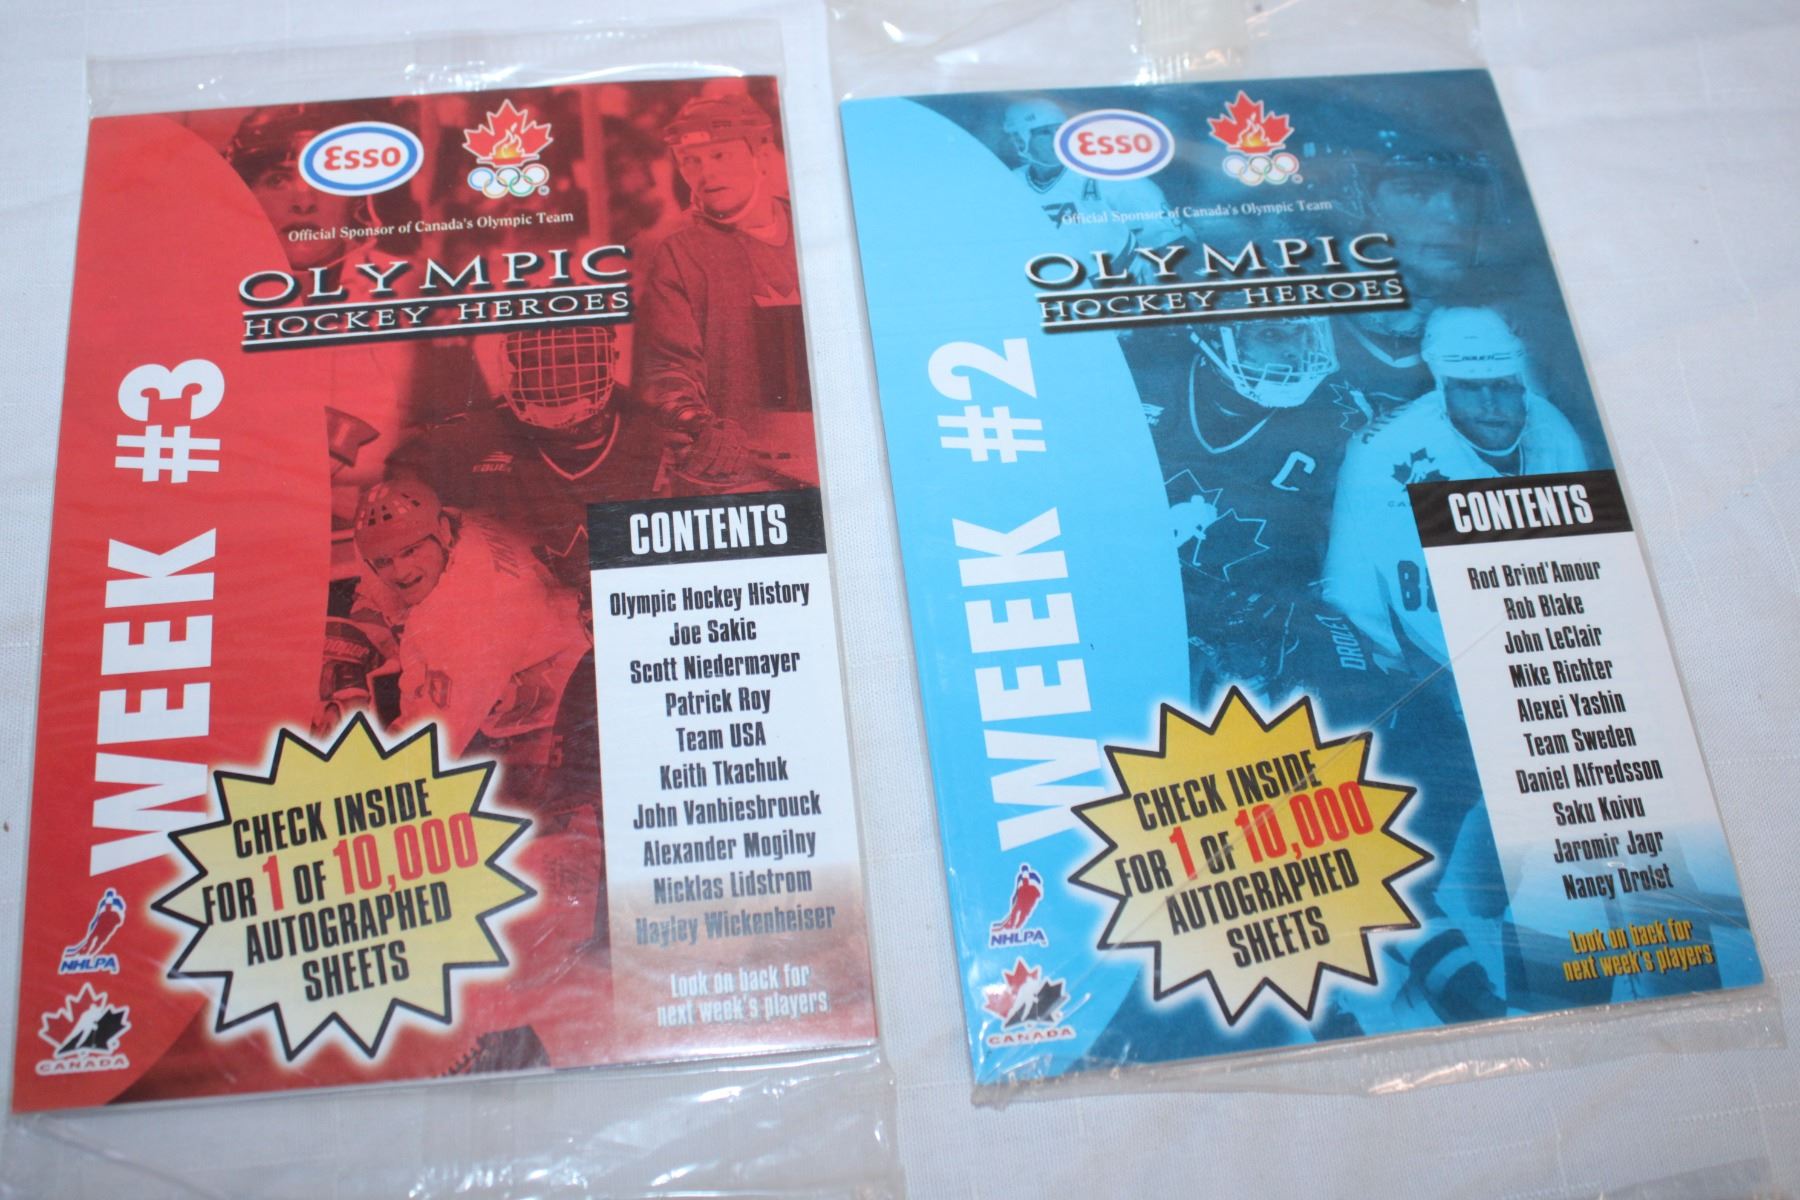 Esso
Official Sponsor of Canada's Olympic Team
OLYMPIC
HOCKEY HEROES
WEEK #3
CONTENTS
Olympic Hockey History
Joe Sakic
Scott Niedermayer
Patrick Roy
Team USA
Keith Tkachuk
John Vanbiesbrouck
Alexander Mogilny
Nicklas Lidstrom
Hayley Wickenheiser
Look on back for
next week's players
CHECK INSIDE
FOR 1 OF 10,000
AUTOGRAPHED
SHEETS
NHLPA
CANADA
BAUER
Esso
Official Sponsor of Canada's Olympic Team
OLYMPIC
HOCKEY HEROES
WEEK #2
C
A
BAUER
DROLET
CONTENTS
Rod Brind'Amour
Rob Blake
John LeClair
Mike Richter
Alexei Yashin
Team Sweden
Daniel Alfredsson
Saku Koivu
Jaromir Jagr
Nancy Drolet
Look on back for
next week's players
CHECK INSIDE
FOR 1 OF 10,000
AUTOGRAPHED
SHEETS
NHLPA
CANADA